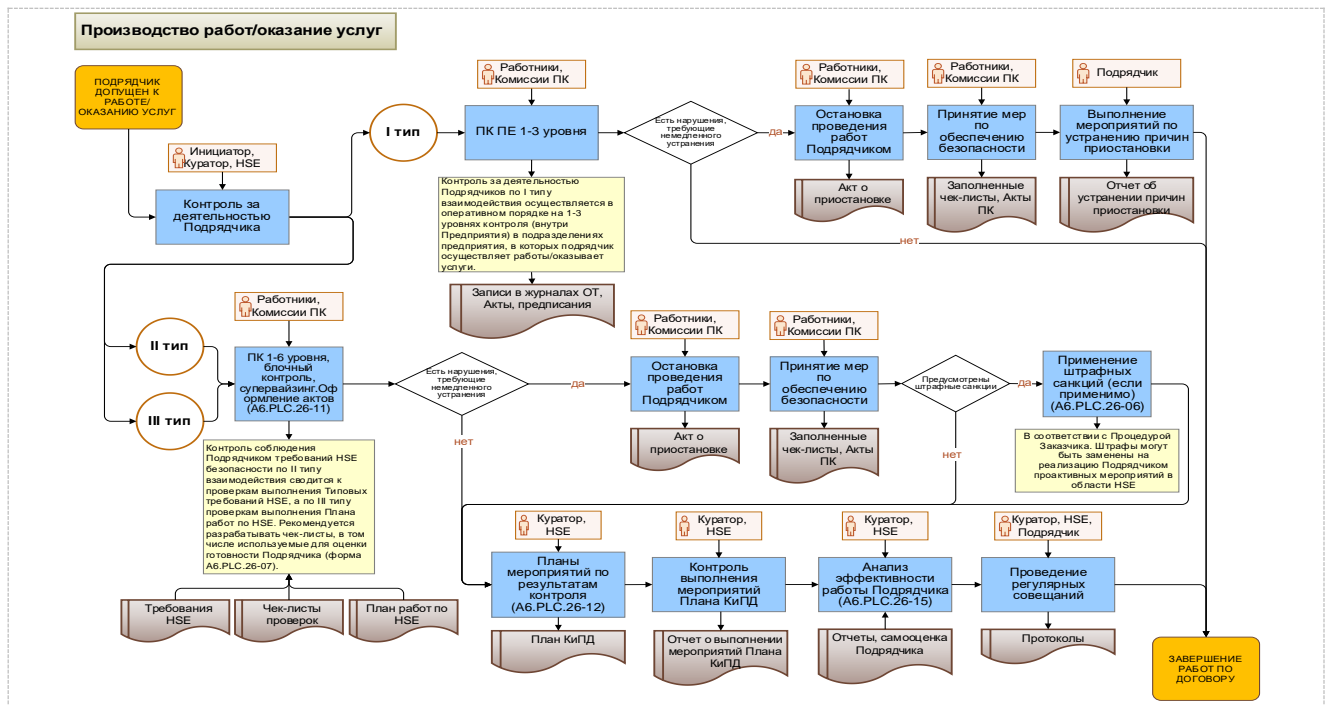 Производство работ/оказание услуг
ПОДРЯДЧИК
ДОПУЩЕН К
РАБОТЕ/
ОКАЗАНИЮ УСЛУГ
Инициатор,
Куратор, HSE
Контроль за
деятельностью
Подрядчика
I тип
Работники,
Комиссии ПК
ПК ПЕ 1-3 уровня
Контроль за деятельностью
Подрядчиков по I типу
взаимодействия осуществляется в
оперативном порядке на 1-3
уровнях контроля (внутри
Предприятия) в подразделениях
предприятия, в которых подрядчик
осуществляет работы/оказывает
услуги.
Записи в журналах ОТ,
Акты, предписания
Есть нарушения,
требующие
немедленного
устранения
да
нет
Работники,
Комиссии ПК
Остановка
проведения
работ
Подрядчиком
Акт о
приостановке
Работники,
Комиссии ПК
Принятие мер
по
обеспечению
безопасности
Заполненные
чек-листы, Акты
ПК
Подрядчик
Выполнение
мероприятий по
устранению причин
приостановки
Отчет об
устранении причин
приостановки
II тип
III тип
Работники,
Комиссии ПК
ПК 1-6 уровня,
блочный
контроль,
супервайзинг.Оф
ормление актов
(A6.PLC.26-11)
Контроль соблюдения
Подрядчиком требований HSE
безопасности по II типу
взаимодействия сводится к
проверкам выполнения Типовых
требований HSE, а по III типу
проверкам выполнения Плана
работ по HSE. Рекомендуется
разрабатывать чек-листы, в том
числе используемые для оценки
готовности Подрядчика (форма
A6.PLC.26-07).
Требования
HSE
Чек-листы
проверок
План работ по
HSE
Есть нарушения,
требующие
немедленного
устранения
да
нет
Работники,
Комиссии ПК
Остановка
проведения
работ
Подрядчиком
Акт о
приостановке
Работники,
Комиссии ПК
Принятие мер
по
обеспечению
безопасности
Заполненные
чек-листы, Акты
ПК
Предусмотрены
штрафные санкции
да
нет
Применение
штрафных
санкций (если
применимо)
(A6.PLC.26-06)
В соответствии с Процедурой
Заказчика. Штрафы могут
быть заменены на
реализацию Подрядчиком
проактивных мероприятий в
области HSE
Куратор,
HSE
Планы
мероприятий по
результатам
контроля
(A6.PLC.26-12)
План КиПД
Куратор,
HSE
Контроль
выполнения
мероприятий
Плана КиПД
Отчет о выполнении
мероприятий Плана
КиПД
Куратор,
HSE
Анализ
эффективности
работы Подрядчика
(A6.PLC.26-15)
Отчеты, самооценка
Подрядчика
Куратор, HSE,
Подрядчик
Проведение
регулярных
совещаний
Протоколы
ЗАВЕРШЕНИЕ
РАБОТ ПО
ДОГОВОРУ